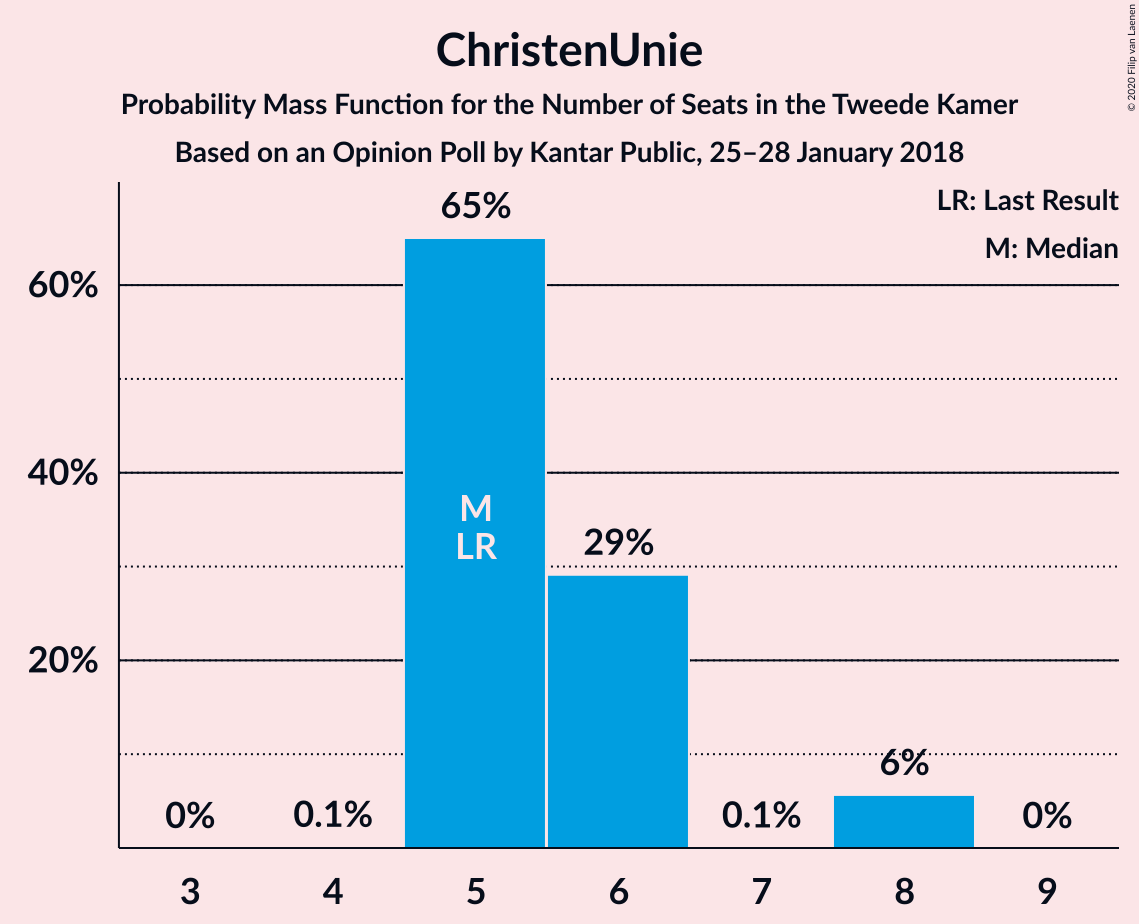 ChristenUnie
Probability Mass Function for the Number of Seats in the Tweede Kamer
Based on an Opinion Poll by Kantar Public, 25–28 January 2018
© 2020 Filip van Laenen
LR: Last Result
M: Median
60%
40%
20%
0%
0.1%
65%
M
LR
29%
0.1%
6%
0%
3
4
5
6
7
8
9